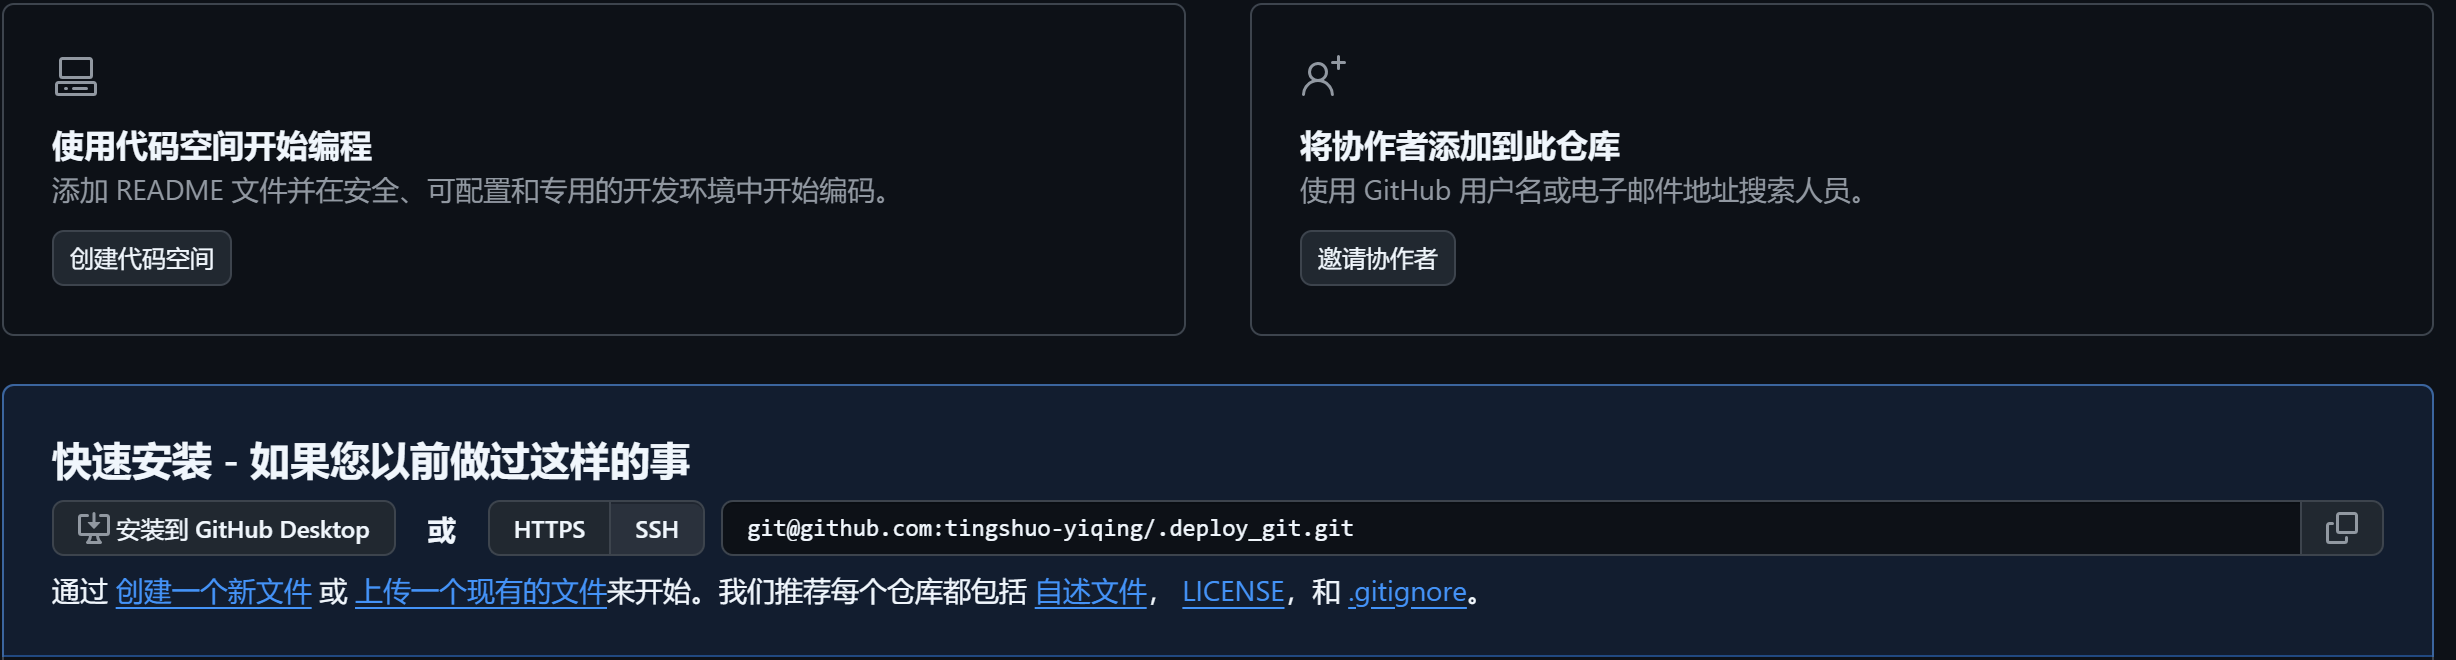 使用代码空间开始编程
添加 README 文件并在安全、可配置和专用的开发环境中开始编码。
创建代码空间
将协作者添加到此仓库
使用 GitHub 用户名或电子邮件地址搜索人员。
邀请协作者
快速安装 - 如果您以前做过这样的事
安装到 GitHub Desktop 或 HTTPS SSH git@github.com:tingshuo-yiqing/.deploy_git.git
通过 创建一个新文件 或 上传一个现有的文件来开始。我们推荐每个仓库都包括 自述文件， LICENSE，和 .gitignore。